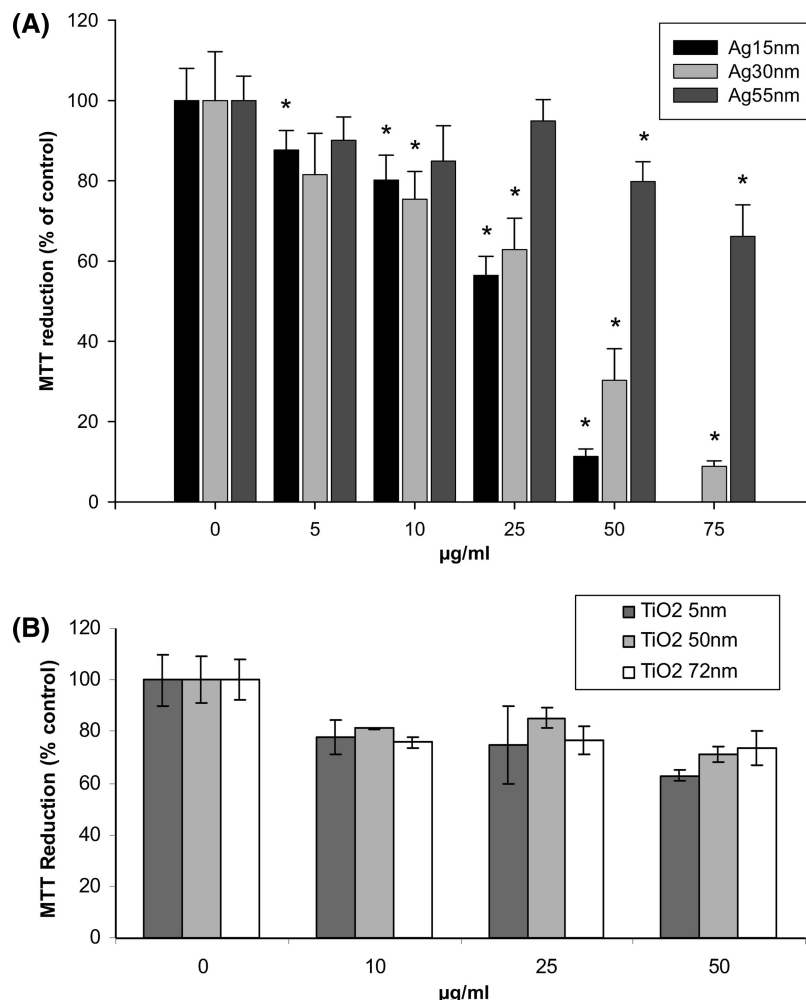 (A)
120
100
80
60
40
20
0
MTT reduction (% of control)
Ag15nm
Ag30nm
Ag55nm
*
* *
* *
* * *
* *
0 5 10 25 50 75
µg/ml
(B)
120
100
80
60
40
20
0
MTT Reduction (% control)
TiO2 5nm
TiO2 50nm
TiO2 72nm
0 10 25 50
µg/ml